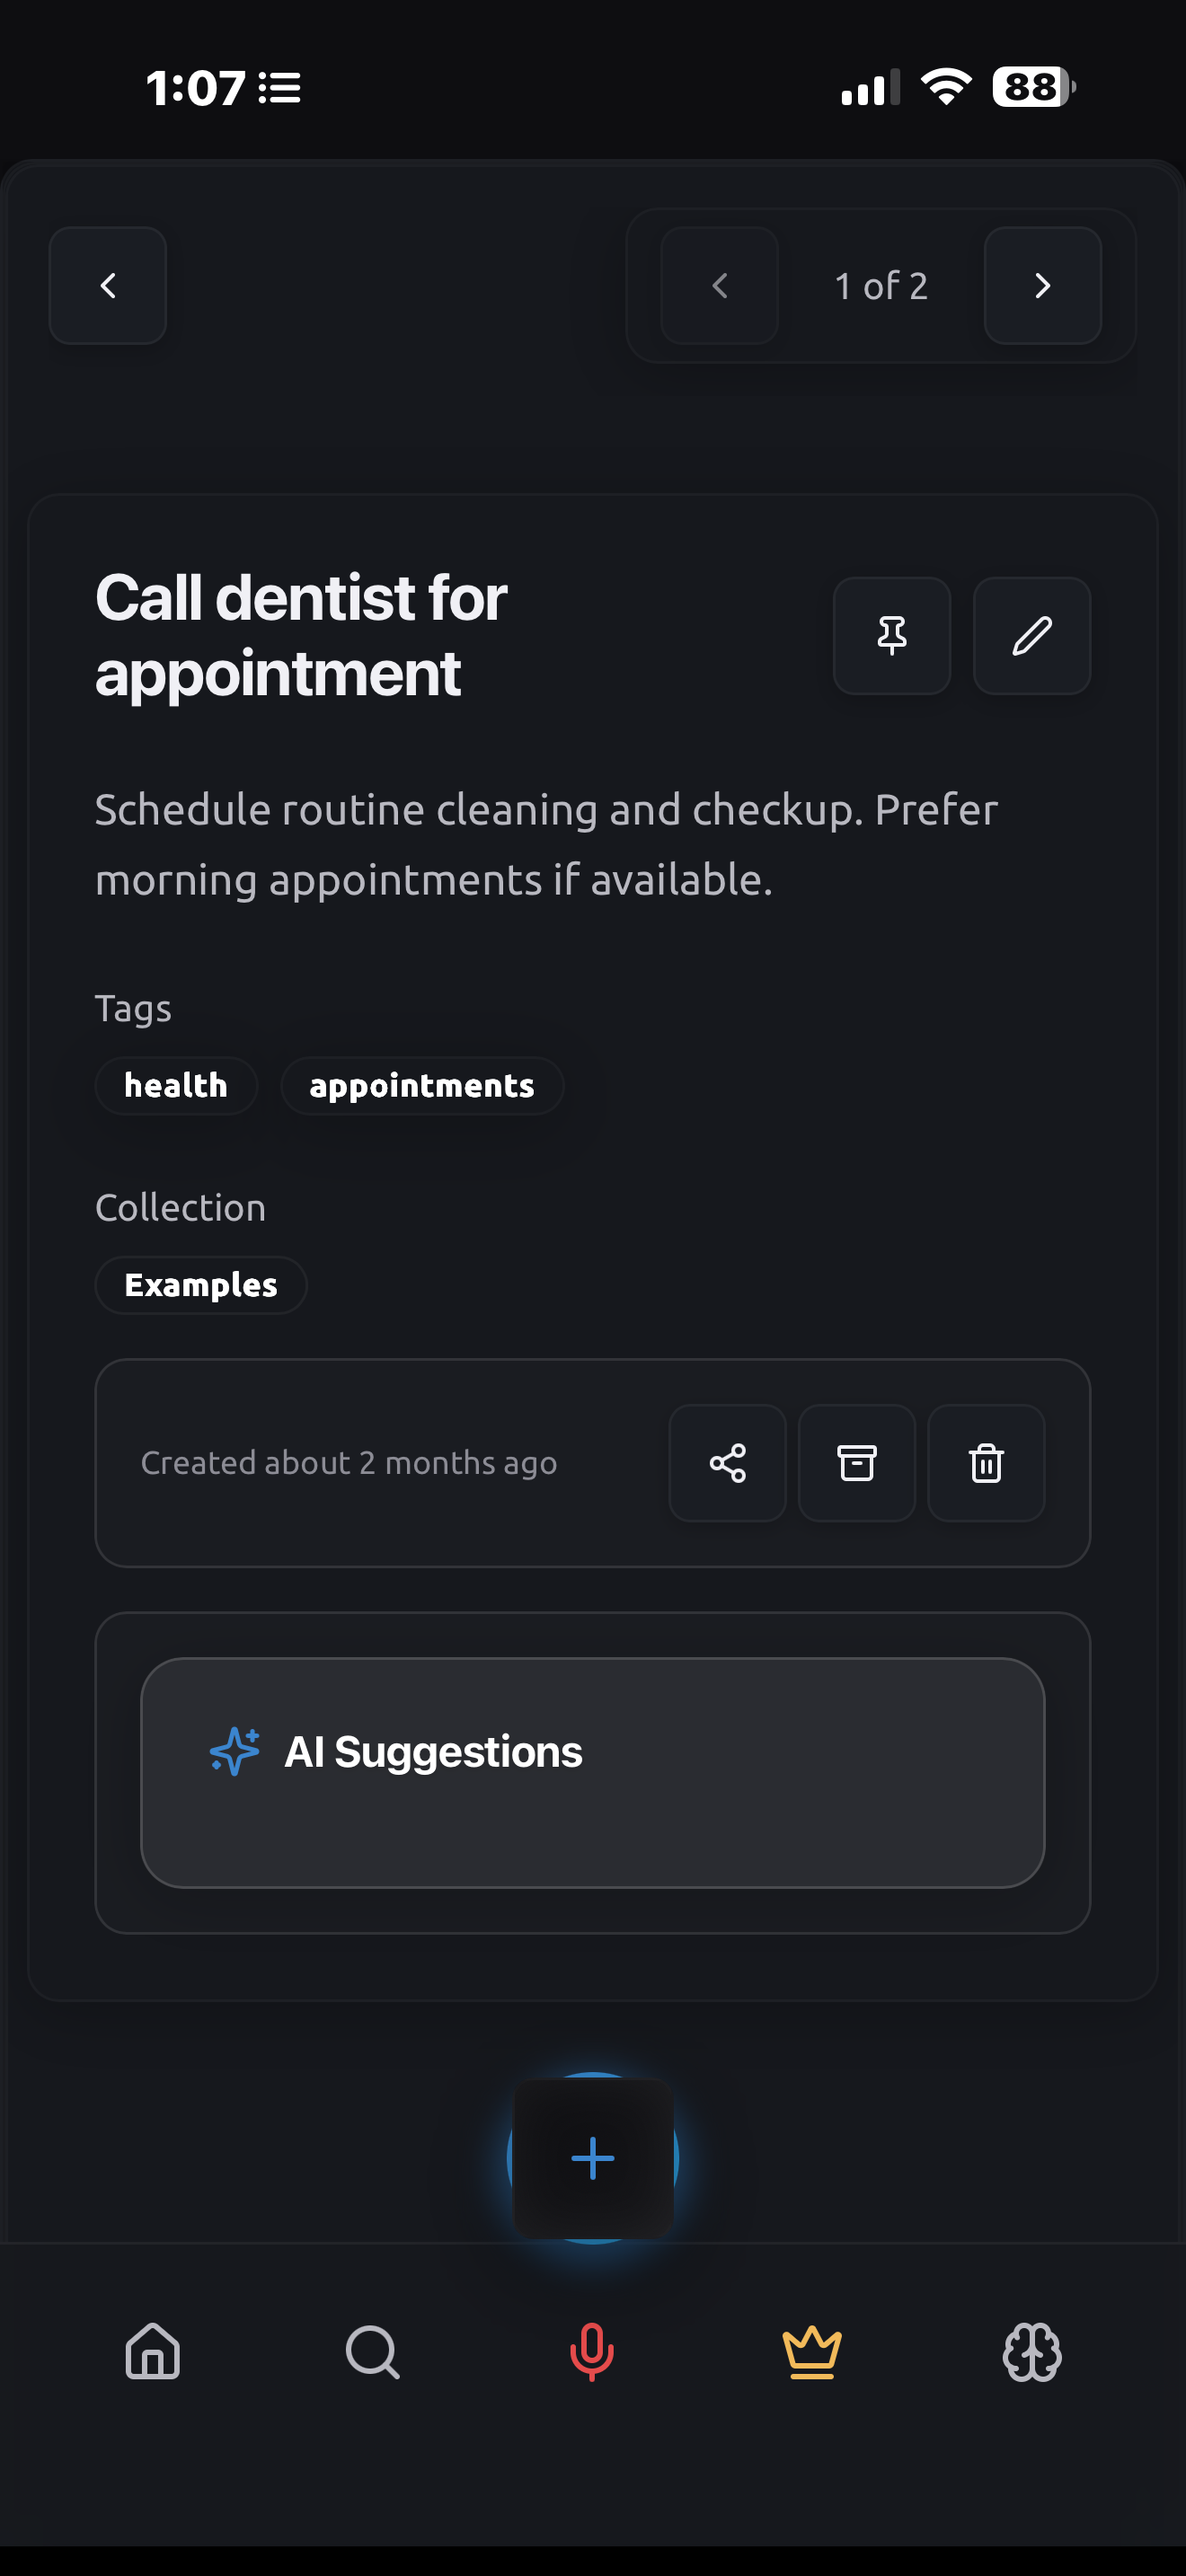 1:07
88
1 of 2
Call dentist for
appointment
Schedule routine cleaning and checkup. Prefer
morning appointments if available.
Tags
health
appointments
Collection
Examples
Created about 2 months ago
AI Suggestions